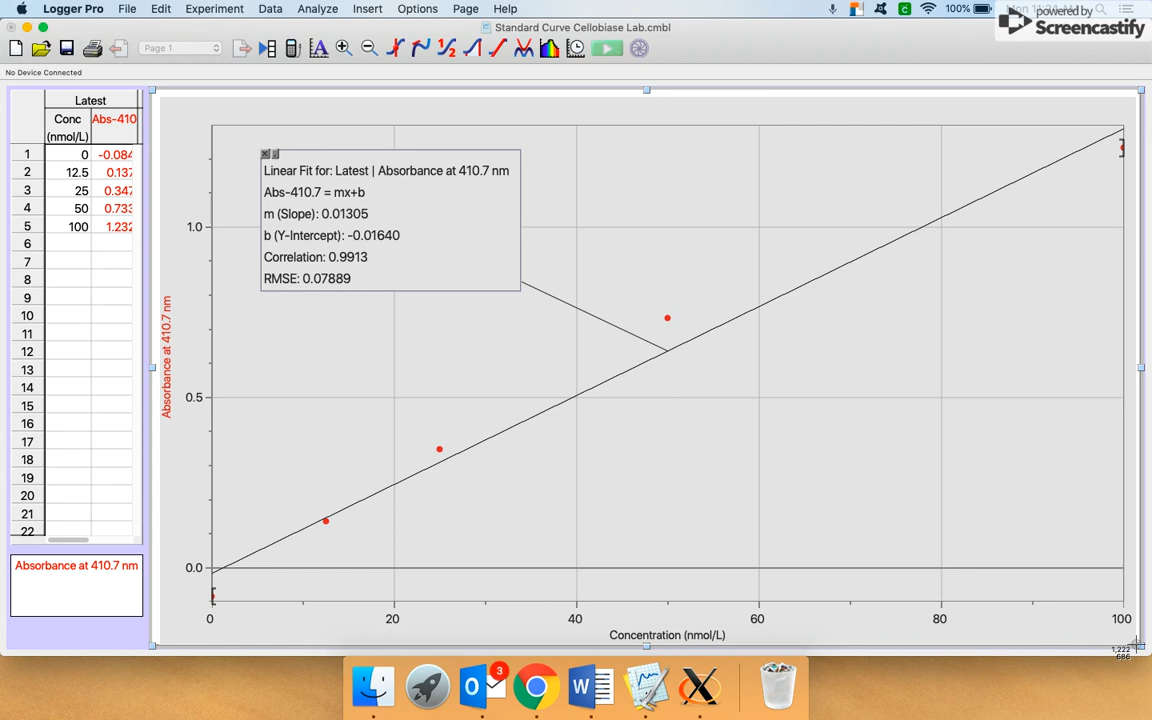 Logger Pro File Edit Experiment Data Analyze Insert Options Page Help
100%
powered by
Screencastify
Standard Curve Cellobiase Lab.cmbl
Page 1
No Device Connected
Latest
Conc Abs-410
(nmol/L)
1 0 -0.084
2 12.5 0.137
3 25 0.347
4 50 0.733
5 100 1.232
6
7
8
9
10
11
12
13
14
15
16
17
18
19
20
21
22
Absorbance at 410.7 nm
Linear Fit for: Latest | Absorbance at 410.7 nm
Abs-410.7 = mx+b
m (Slope): 0.01305
b (Y-Intercept): -0.01640
Correlation: 0.9913
RMSE: 0.07889
Absorbance at 410.7 nm
1.0
0.5
0.0
0 20 40 60 80 100
Concentration (nmol/L)
1,222
686
3